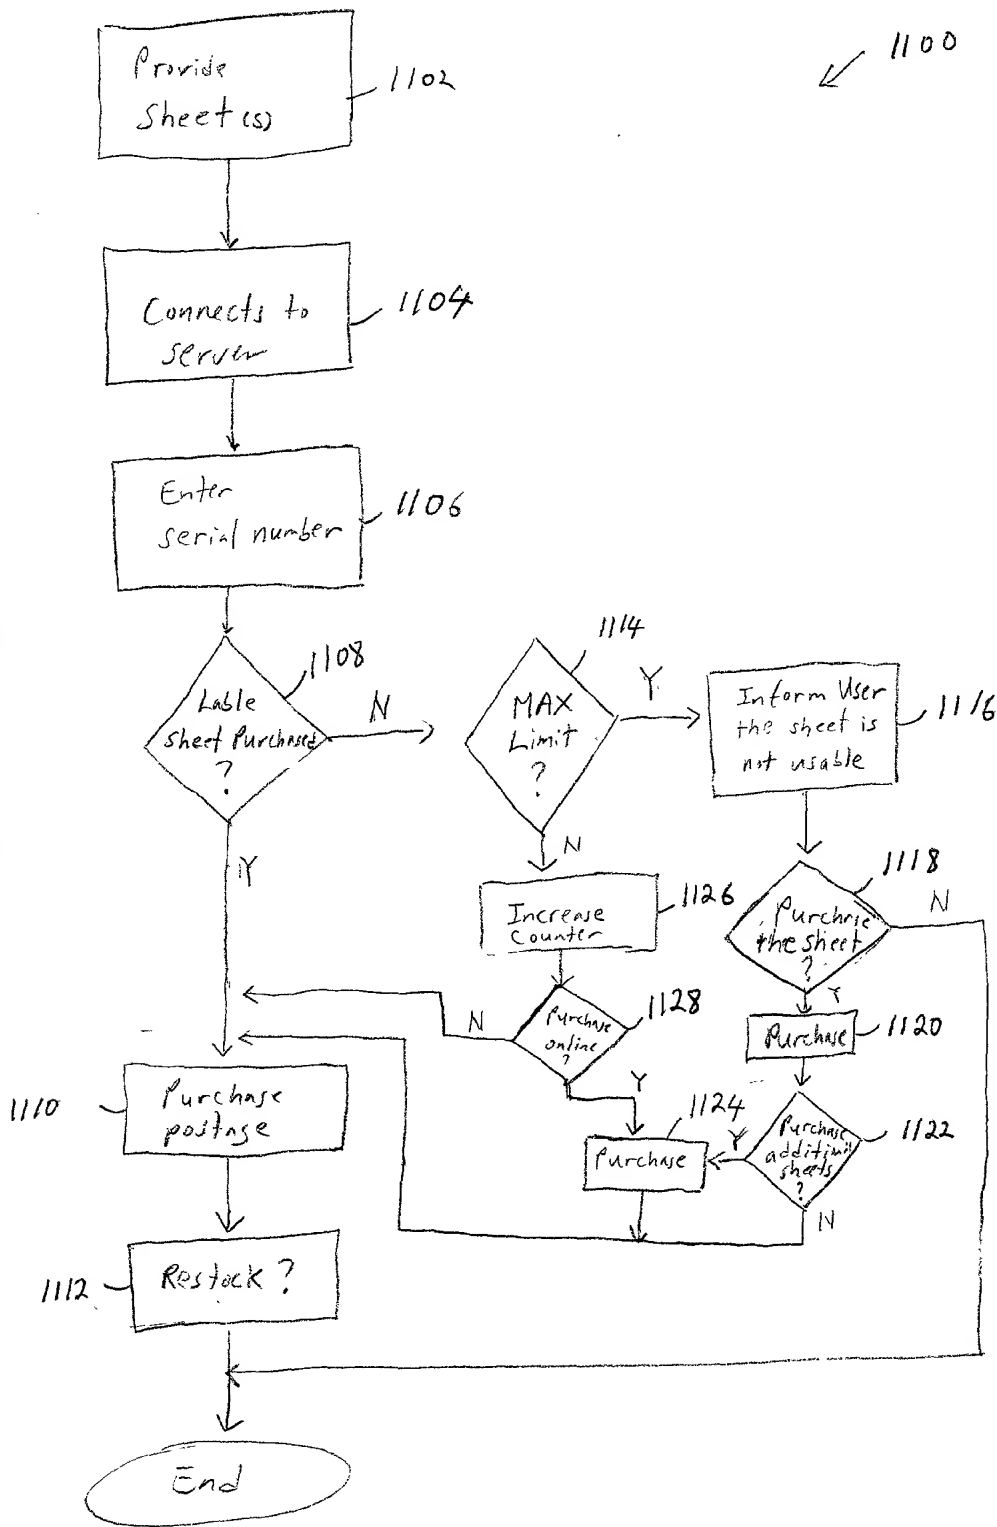 1100
Provide
Sheet(s)
1102
Connects to
server
1104
Enter
serial number
1106
Lable
sheet Purchased
?
1108
N
Y
MAX
Limit
?
1114
Y
N
Inform User
the sheet is
not usable
1116
Purchase
the sheet
?
1118
N
Y
Increase
Counter
1126
Purchase
online
?
1128
N
Y
Purchase
1120
Purchase
additional
sheets
?
1122
Y
N
Purchase
1124
Purchase
postage
1110
Restock?
1112
End